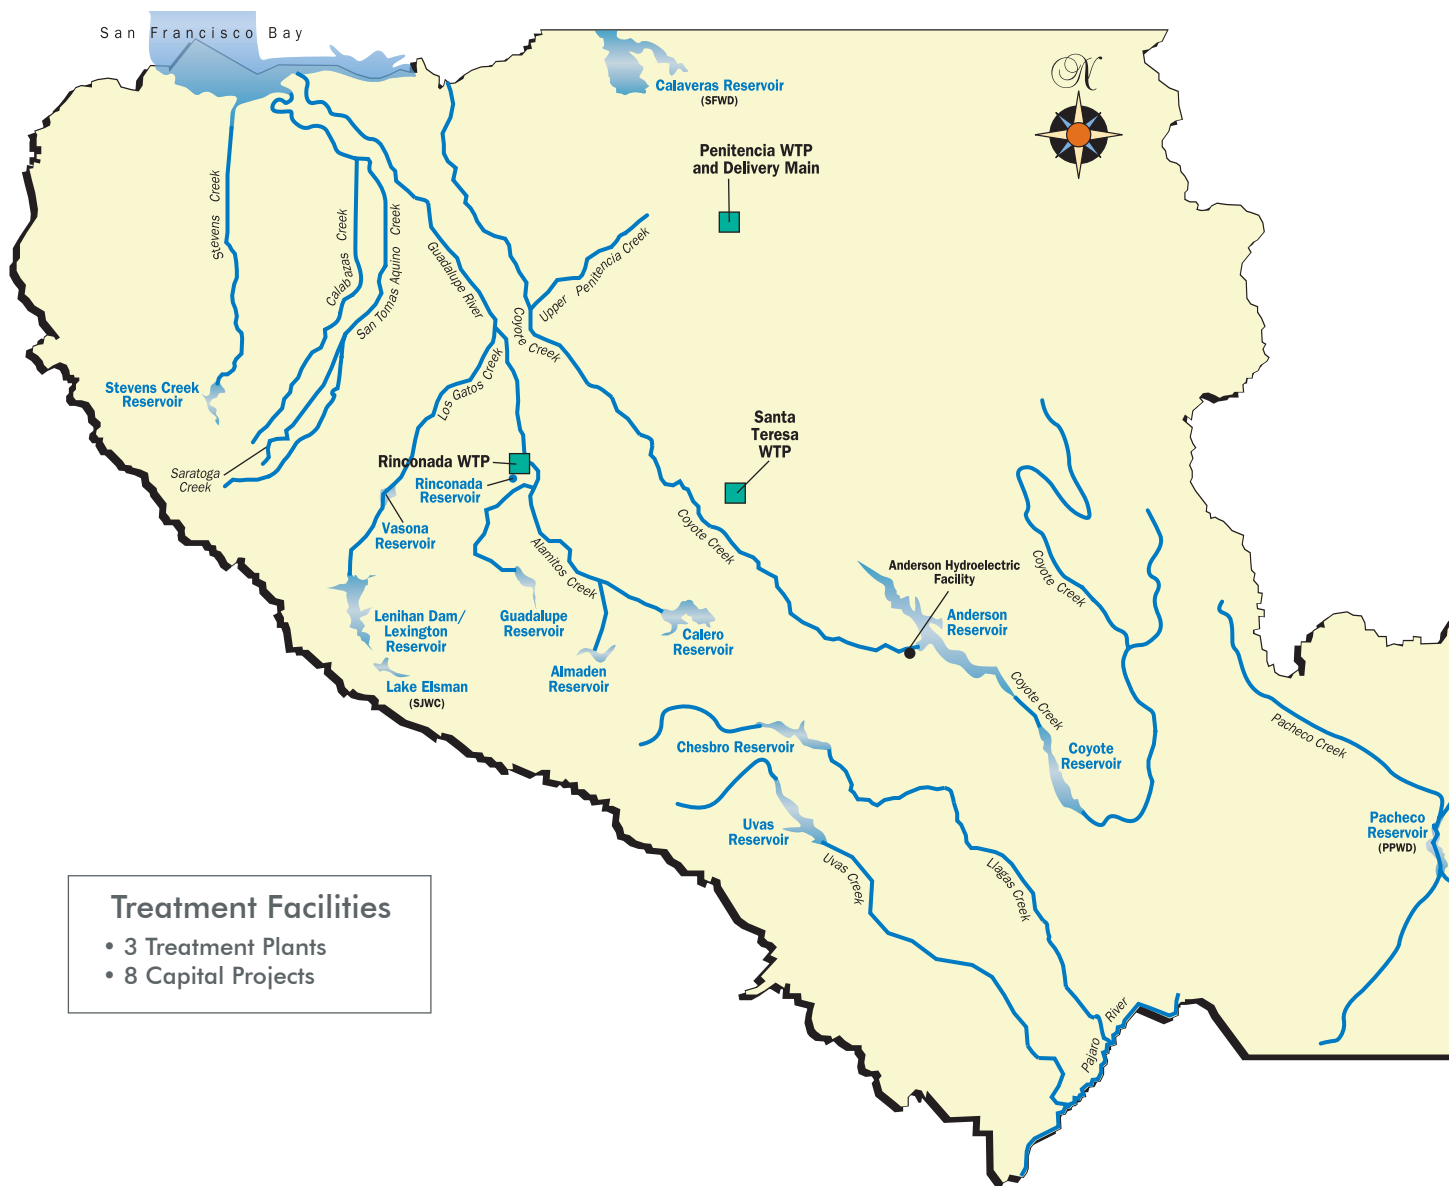 San Francisco Bay
N
Calaveras Reservoir
(SFWD)
Penitencia WTP
and Delivery Main
Stevens Creek
Calabazas Creek
San Tomas Aquino Creek
Guadalupe River
Upper Penitencia Creek
Coyote Creek
Los Gatos Creek
Stevens Creek
Reservoir
Santa
Teresa
WTP
Saratoga
Creek
Rinconada WTP
Rinconada
Reservoir
Vasona
Reservoir
Coyote Creek
Alamitos Creek
Anderson Hydroelectric
Facility
Coyote Creek
Anderson
Reservoir
Lenihan Dam/
Lexington
Reservoir
Guadalupe
Reservoir
Calero
Reservoir
Almaden
Reservoir
Lake Elsman
(SJWC)
Coyote Creek
Pacheco Creek
Chesbro Reservoir
Coyote
Reservoir
Uvas
Reservoir
Pacheco
Reservoir
(PPWD)
Uvas Creek
Llagas Creek
Treatment Facilities
• 3 Treatment Plants
• 8 Capital Projects
Pajaro River